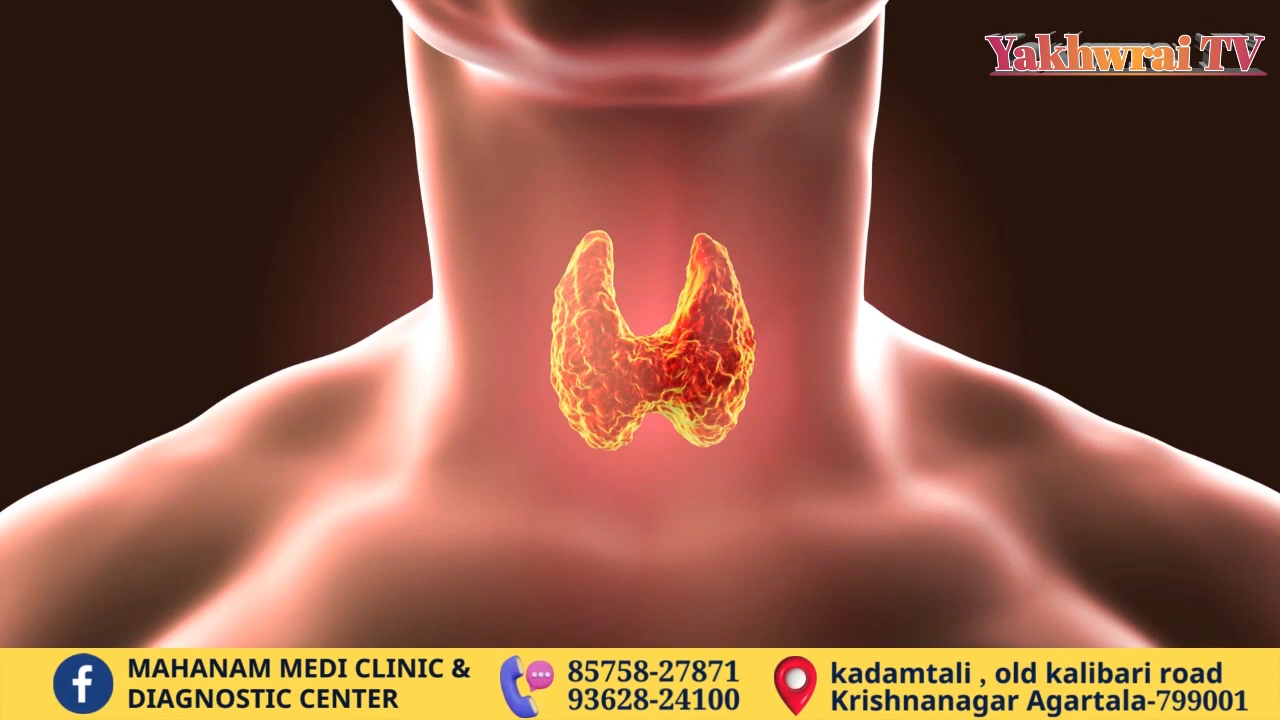 Yakhwrai TV
MAHANAM MEDI CLINIC &
DIAGNOSTIC CENTER
85758-27871
93628-24100
kadamtali , old kalibari road
Krishnanagar Agartala-799001